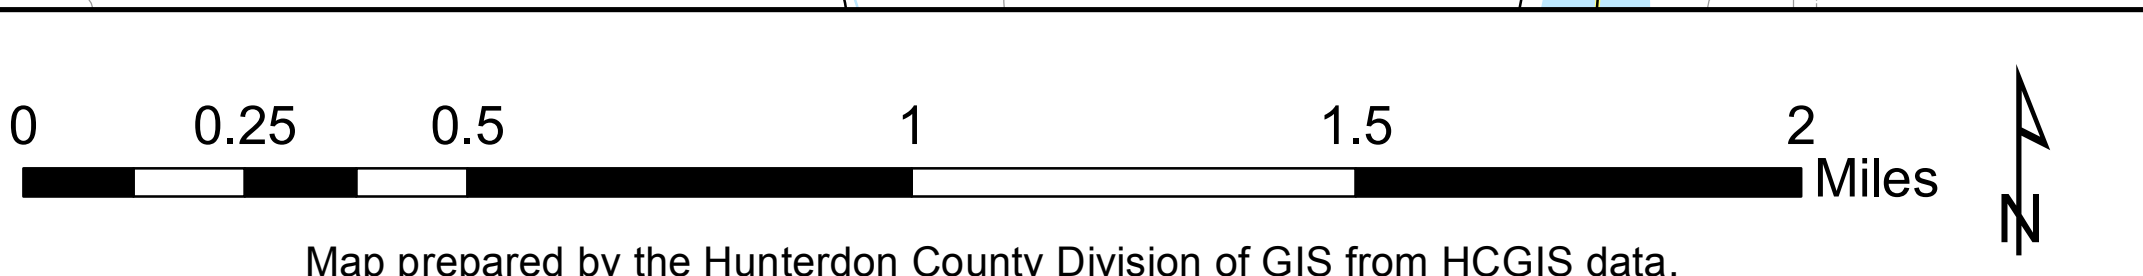 0 0.25 0.5 1 1.5 2
Miles
N
Map prepared by the Hunterdon County Division of GIS from HCGIS data.